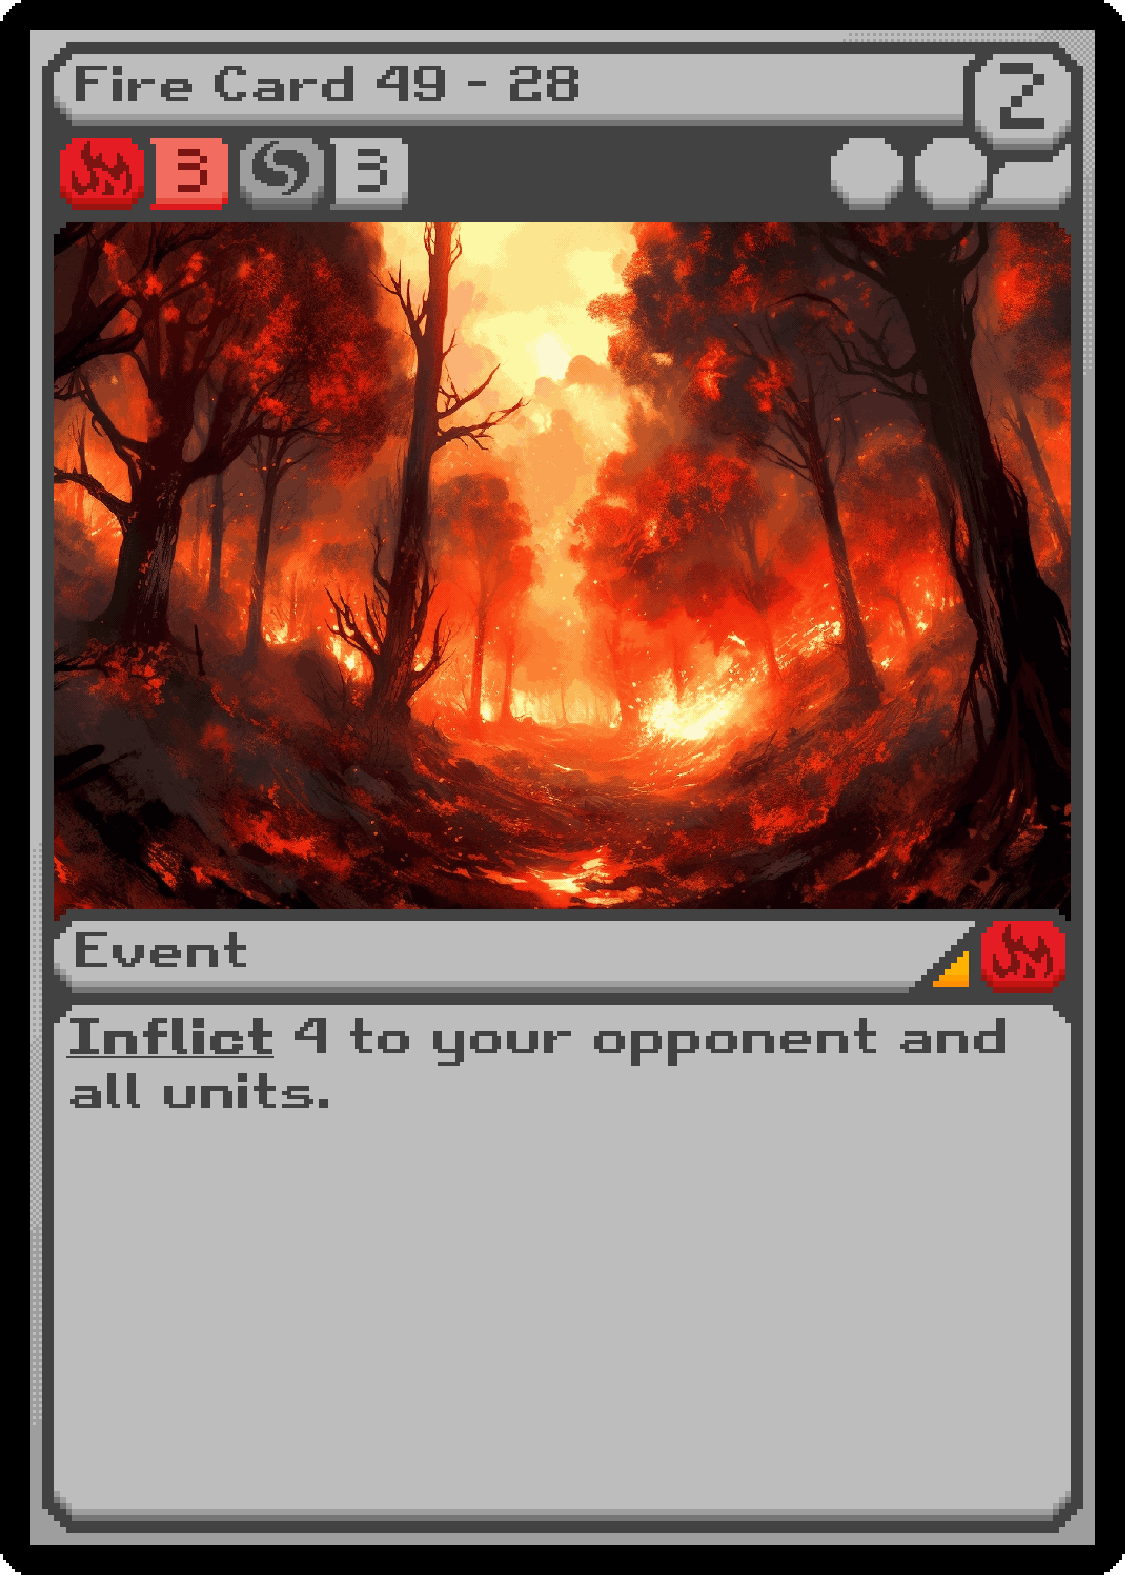 Fire Card 49 - 28
2
3 3
Event
Inflict 4 to your opponent and
all units.